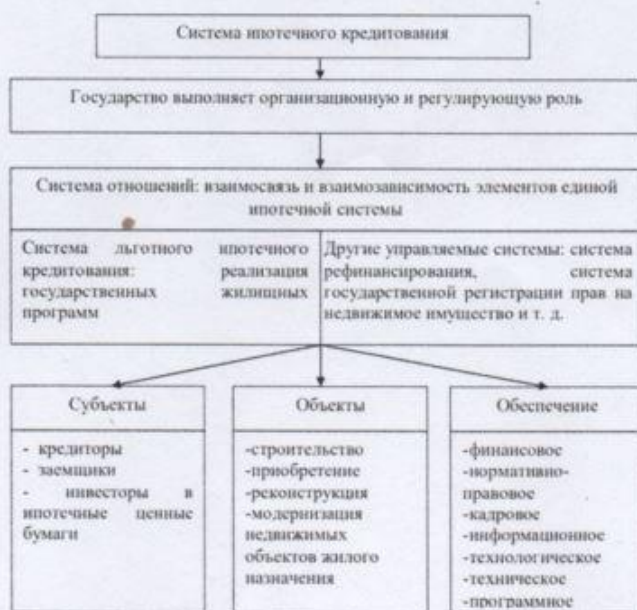 Система ипотечного кредитования
Государство выполняет организационную и регулирующую роль
Система отношений: взаимосвязь и взаимозависимость элементов единой
ипотечной системы
Система льготного ипотечного
кредитования: реализация
государственных жилищных
программ
Другие управляемые системы: система
рефинансирования, система
государственной регистрации прав на
недвижимое имущество и т. д.
Субъекты
- кредиторы
- заемщики
- инвесторы в
ипотечные ценные
бумаги
Объекты
-строительство
-приобретение
-реконструкция
-модернизация
недвижимых
объектов жилого
назначения
Обеспечение
-финансовое
-нормативно-
правовое
-кадровое
-информационное
-технологическое
-техническое
-программное